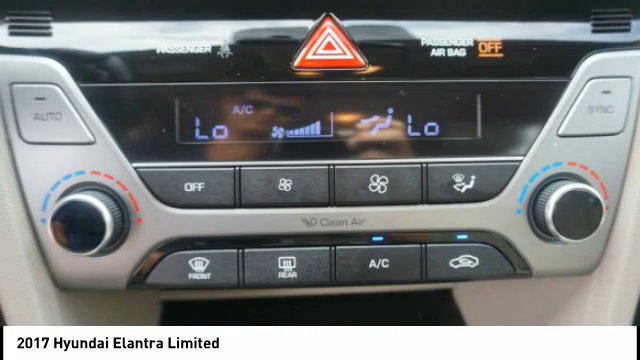 PASSENGER
PASSENGER AIR BAG OFF
AUTO
A/C
SYNC
Lo
Lo
OFF
Clean Air
FRONT
REAR
A/C
2017 Hyundai Elantra Limited